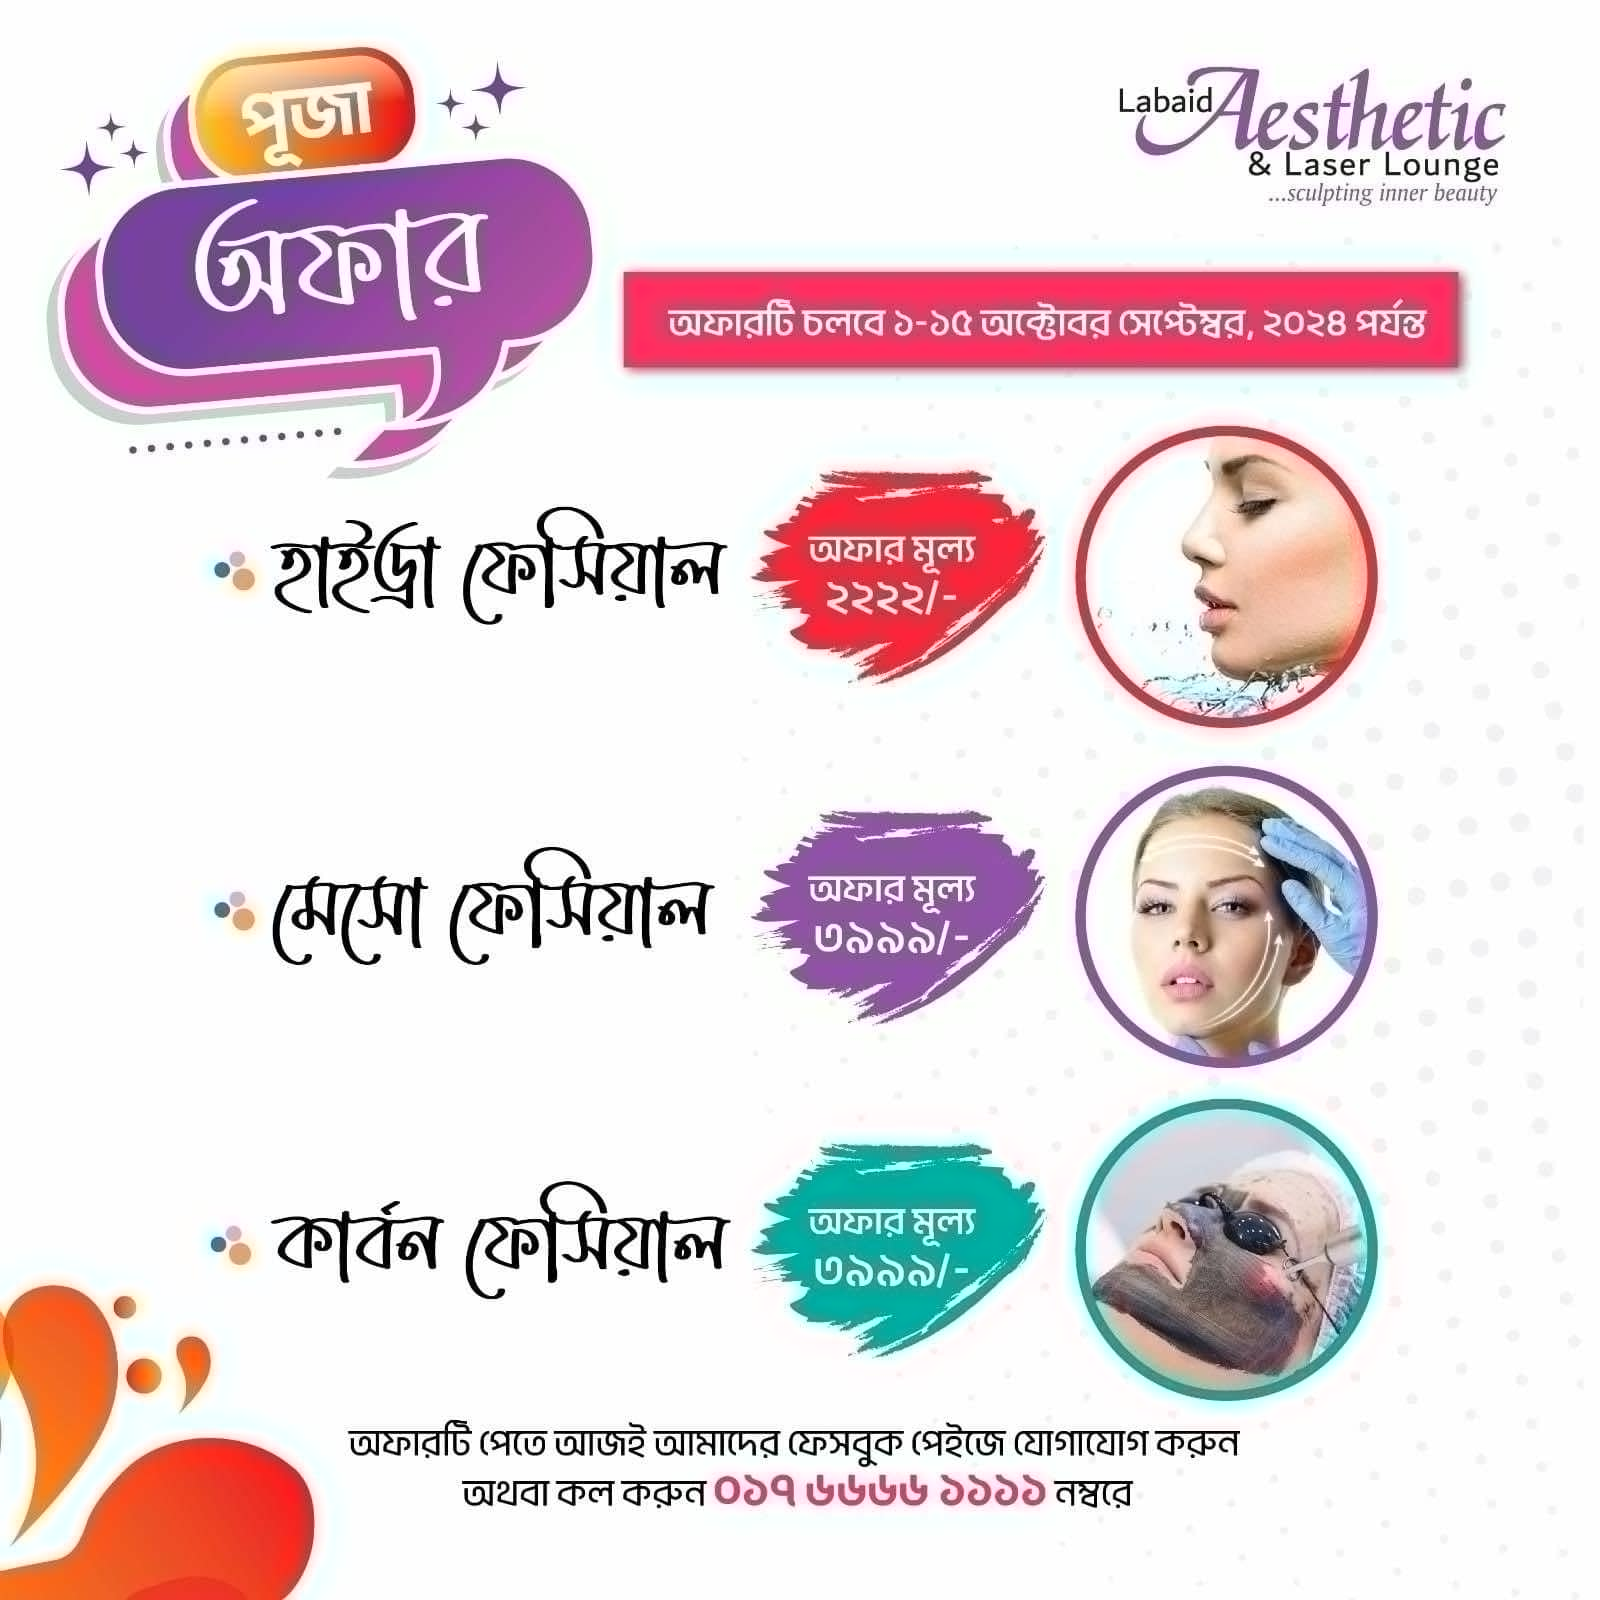 পূজা
অফার
Labaid Aesthetic
& Laser Lounge
...sculpting inner beauty
অফারটি চলবে ১-১৫ অক্টোবর সেপ্টেম্বর, ২০২৪ পর্যন্ত
হাইড্রা ফেসিয়াল
অফার মূল্য
২২২২/-
মেসো ফেসিয়াল
অফার মূল্য
৩৯৯৯/-
কার্বন ফেসিয়াল
অফার মূল্য
৩৯৯৯/-
অফারটি পেতে আজই আমাদের ফেসবুক পেইজে যোগাযোগ করুন
অথবা কল করুন ০১৭ ৬৬৬৬ ১১১১ নম্বরে